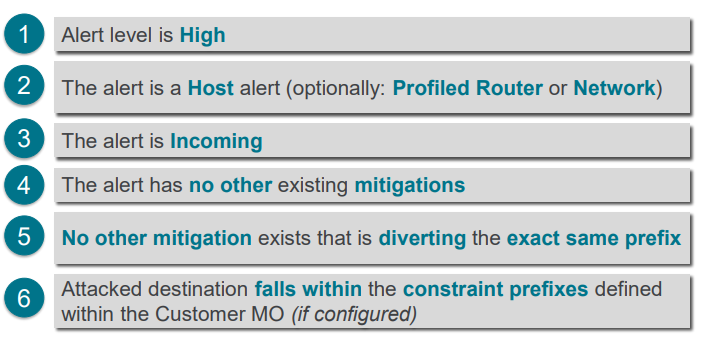 1 Alert level is High
2 The alert is a Host alert (optionally: Profiled Router or Network)
3 The alert is Incoming
4 The alert has no other existing mitigations
5 No other mitigation exists that is diverting the exact same prefix
6 Attacked destination falls within the constraint prefixes defined
within the Customer MO (if configured)